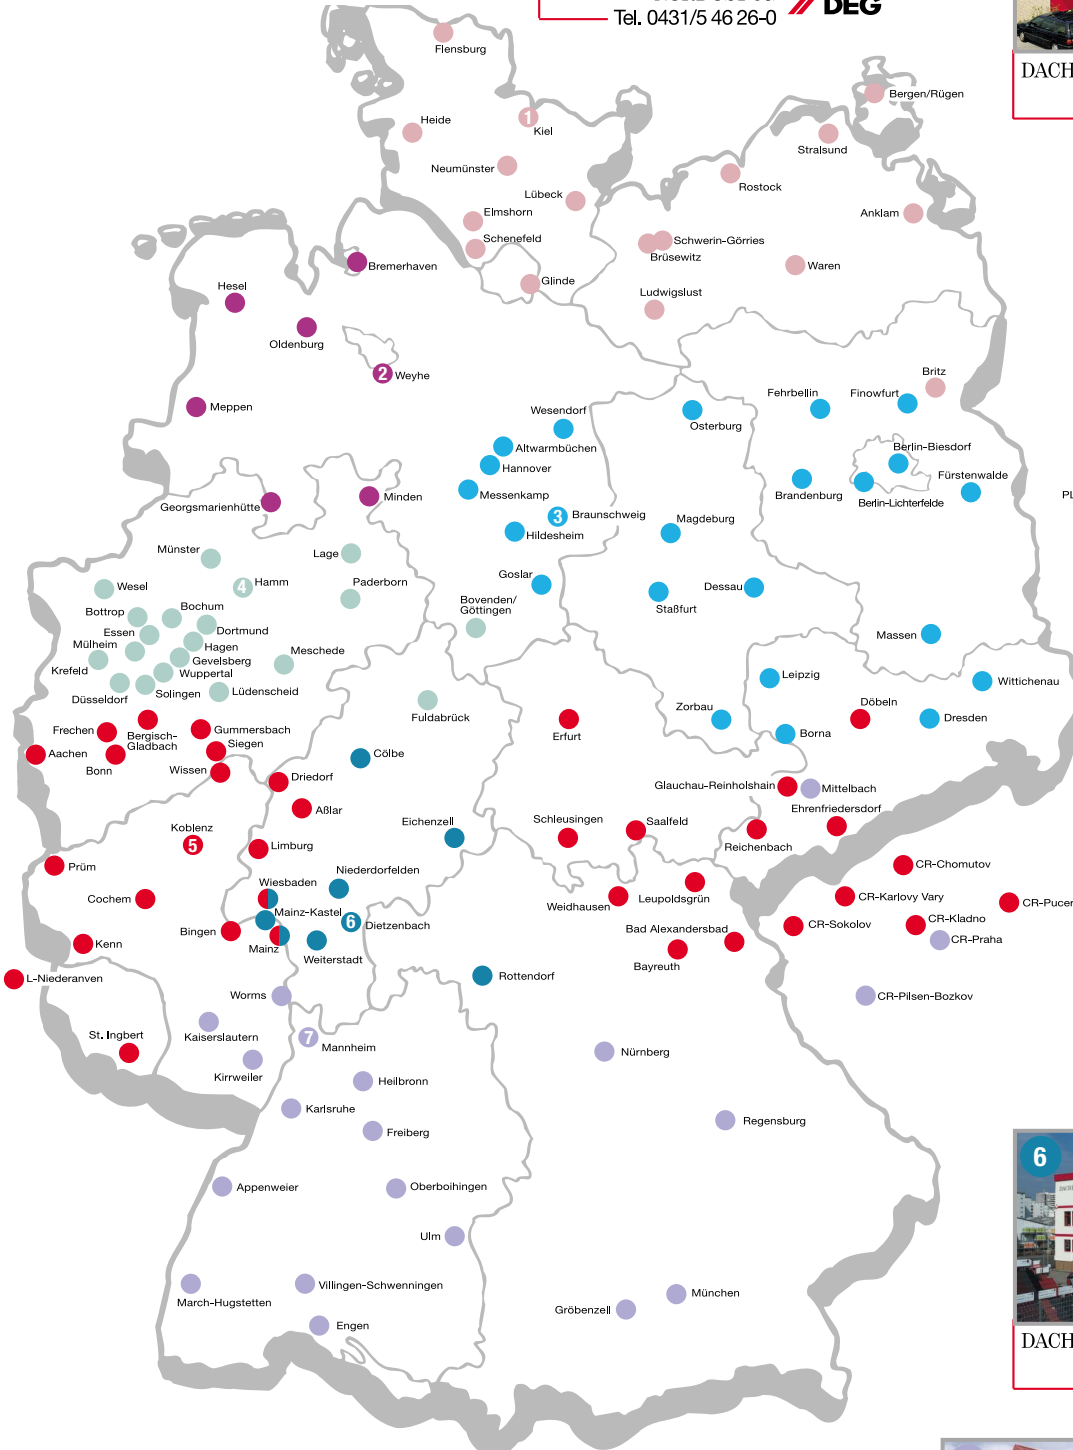 Tel. 0431/5 46 26-0
DEG
DACH
Flensburg
Bergen/Rügen
Heide
1
Kiel
Stralsund
Neumünster
Rostock
Lübeck
Anklam
Elmshorn
Schenefeld
Schwerin-Görries
Brüsewitz
Waren
Bremerhaven
Glinde
Hesel
Ludwigslust
Oldenburg
2
Weyhe
Britz
Meppen
Fehrbellin
Finowfurt
Wesendorf
Osterburg
Altwarmbüchen
Berlin-Biesdorf
Hannover
Fürstenwalde
Messenkamp
Minden
Brandenburg
Berlin-Lichterfelde
PL
Georgsmarienhütte
3
Braunschweig
Magdeburg
Hildesheim
Münster
Lage
Goslar
Dessau
Wesel
4
Hamm
Paderborn
Staßfurt
Bovenden/
Göttingen
Bottrop
Bochum
Essen
Dortmund
Massen
Mülheim
Hagen
Gevelsberg
Meschede
Krefeld
Wuppertal
Leipzig
Wittichenau
Düsseldorf
Solingen
Lüdenscheid
Döbeln
Zorbau
Fuldabrück
Dresden
Frechen
Bergisch-
Gladbach
Gummersbach
Siegen
Erfurt
Borna
Aachen
Bonn
Cölbe
Wissen
Driedorf
Glauchau-Reinholshain
Mittelbach
Aßlar
Ehrenfriedersdorf
Koblenz
5
Eichenzell
Schleusingen
Saalfeld
Reichenbach
Limburg
Prüm
CR-Chomutov
Niederdorfelden
Wiesbaden
Cochem
Weidhausen
Leupoldsgrün
CR-Karlovy Vary
CR-Pucer
Mainz-Kastel
6
Dietzenbach
Bingen
Mainz
Bad Alexandersbad
CR-Sokolov
CR-Kladno
Kenn
Weiterstadt
CR-Praha
Bayreuth
L-Niederanven
Rottendorf
Worms
CR-Pilsen-Bozkov
St. Ingbert
Kaiserslautern
7
Mannheim
Nürnberg
Kirrweiler
Heilbronn
Karlsruhe
Regensburg
Freiberg
6
Appenweier
Oberboihingen
Ulm
Villingen-Schwenningen
March-Hugstetten
München
Gröbenzell
Engen
DACH